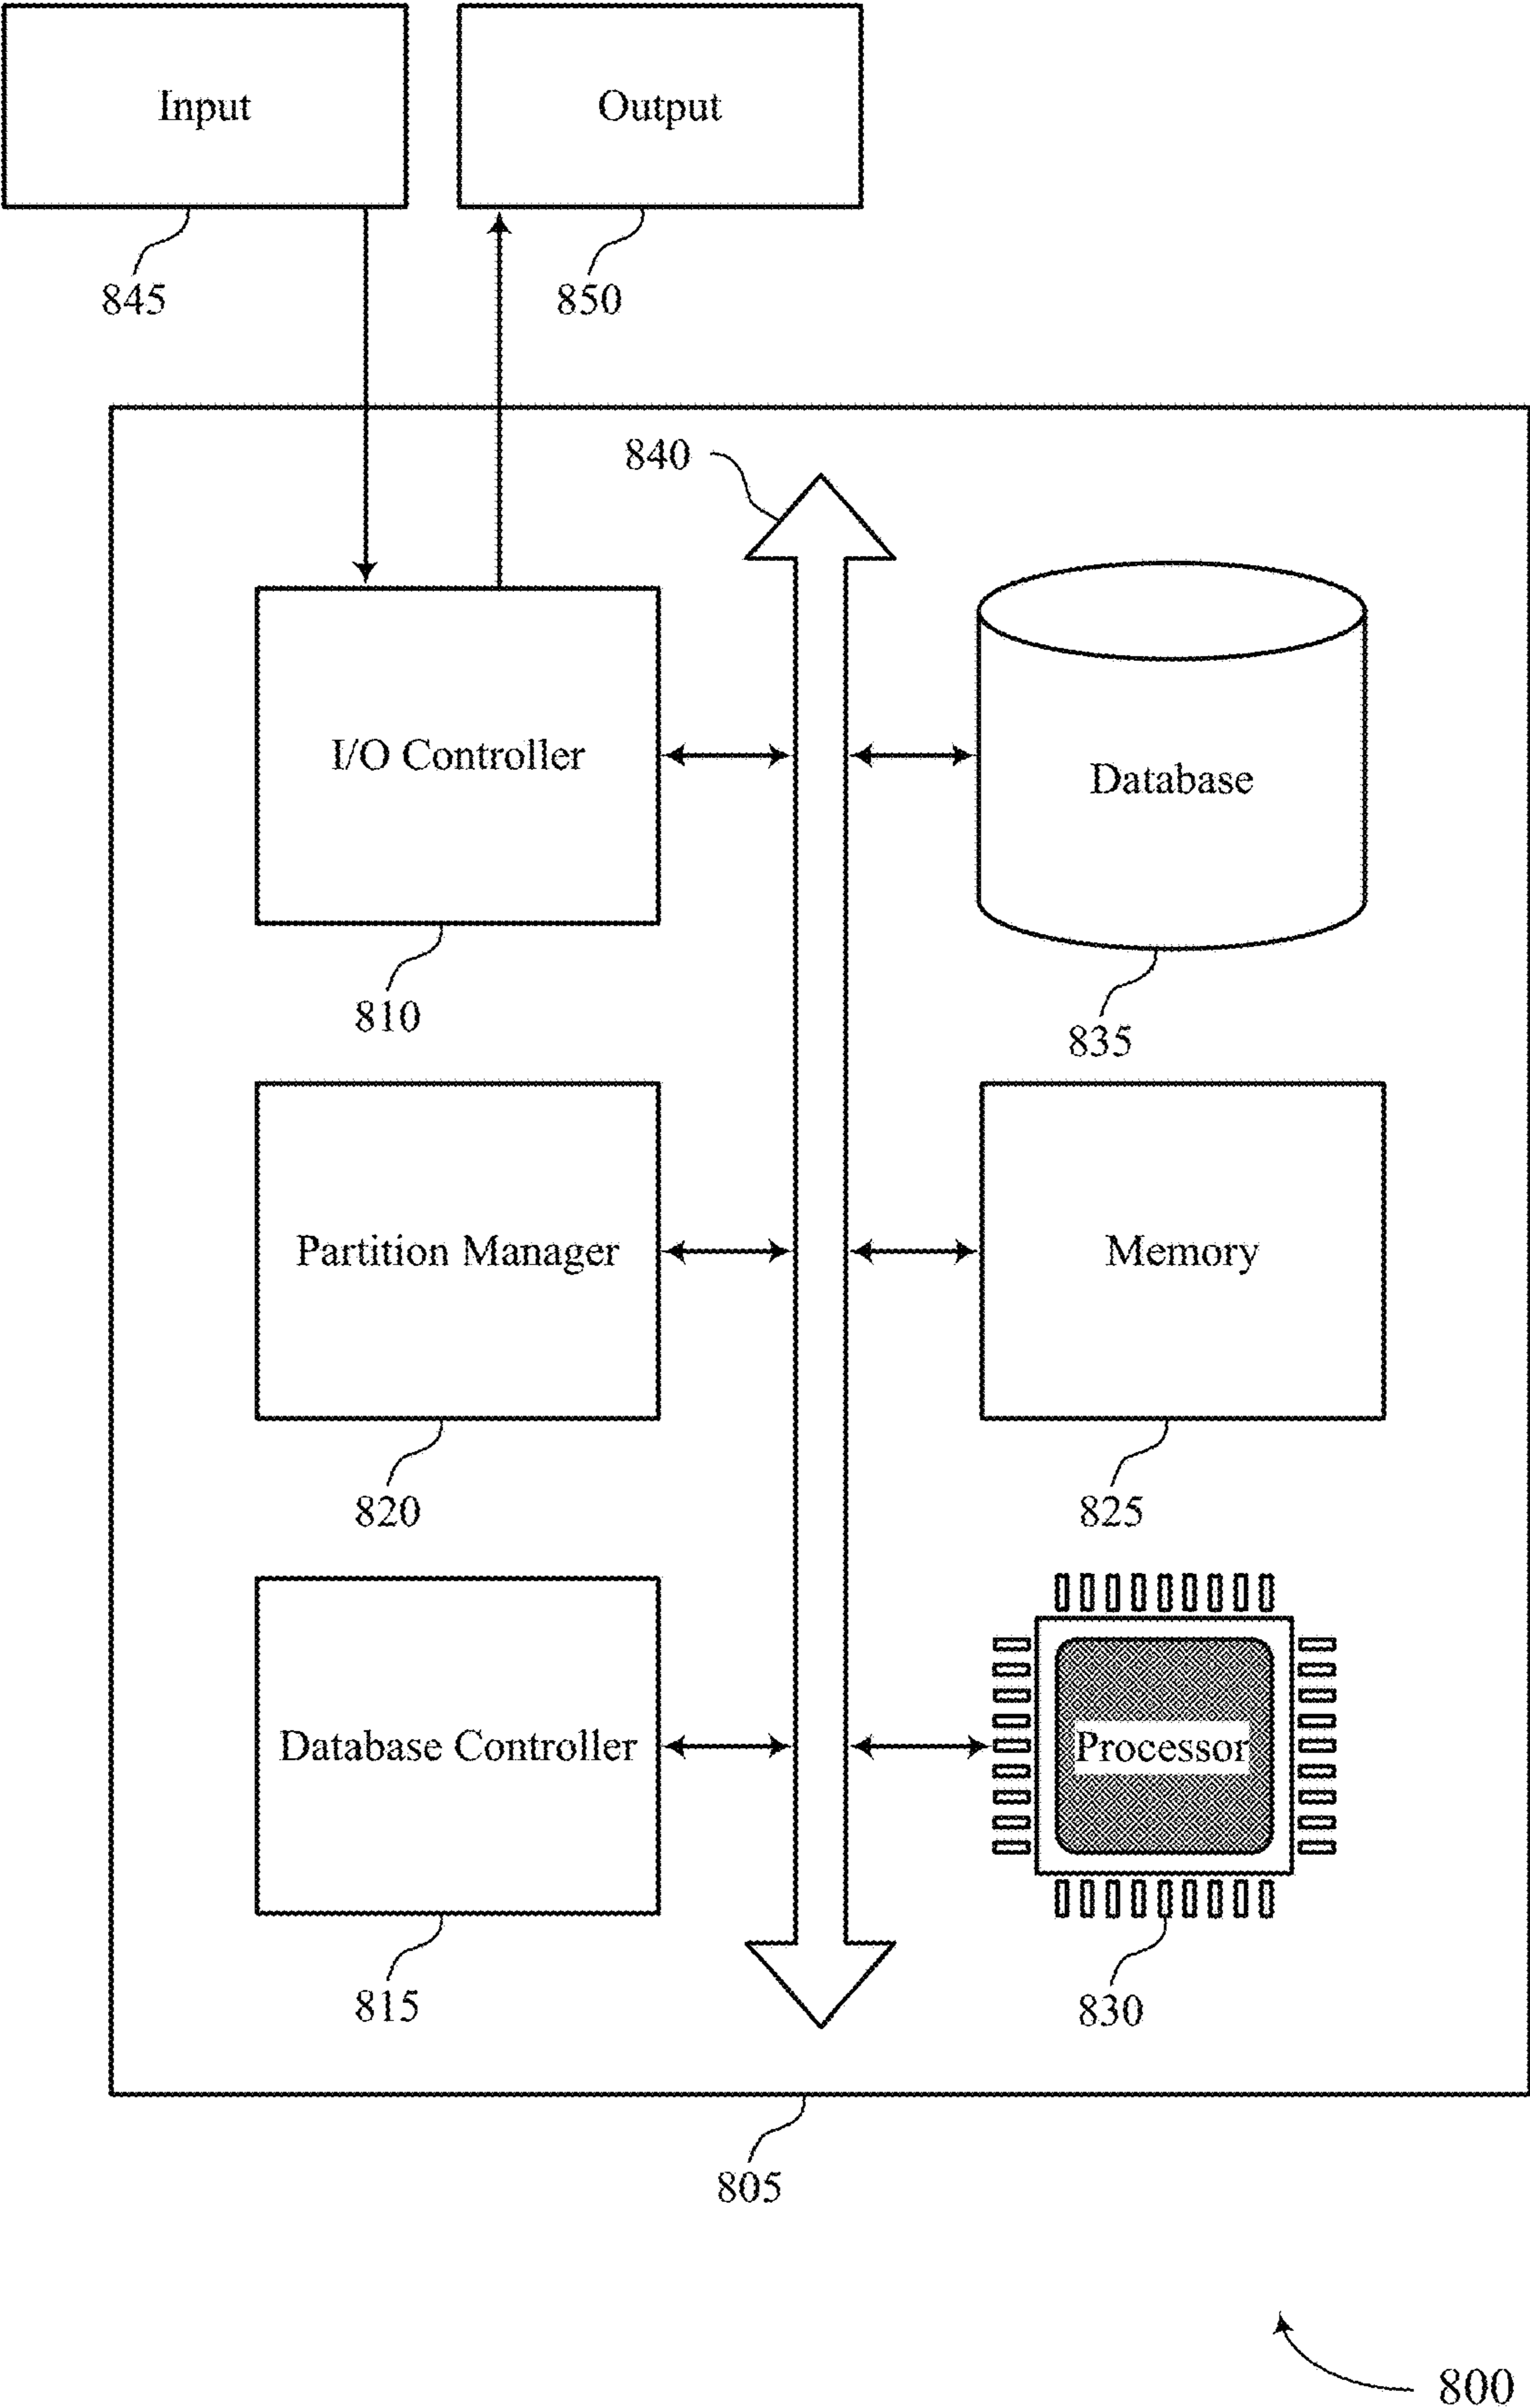 Input
Output
845
850
840
I/O Controller
Database
810
835
Partition Manager
Memory
820
825
Database Controller
Processor
815
830
805
800